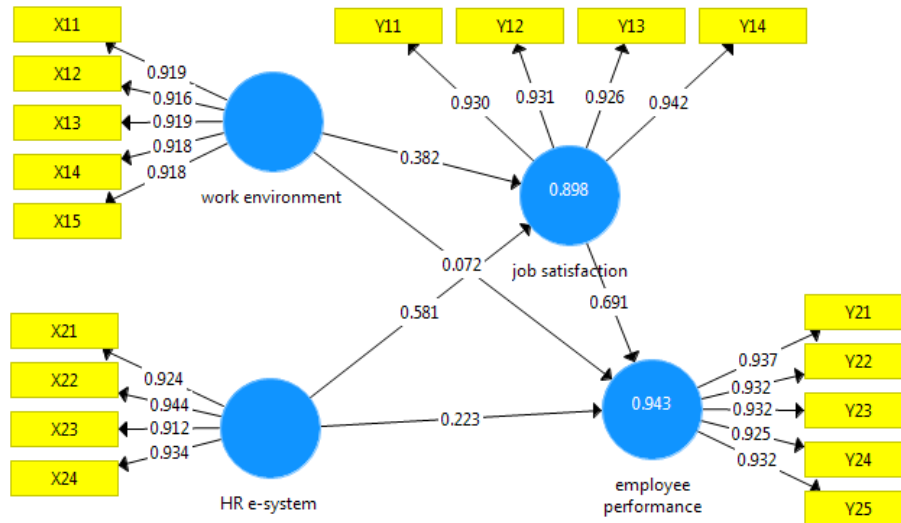 X11
X12
X13
X14
X15
0.919
0.916
0.919
0.918
0.918
work environment
Y11
Y12
Y13
Y14
0.930
0.931
0.926
0.942
0.382
0.898
job satisfaction
0.072
0.581
0.691
X21
X22
X23
X24
0.924
0.944
0.912
0.934
HR e-system
0.223
0.943
employee
performance
0.937
0.932
0.932
0.925
0.932
Y21
Y22
Y23
Y24
Y25